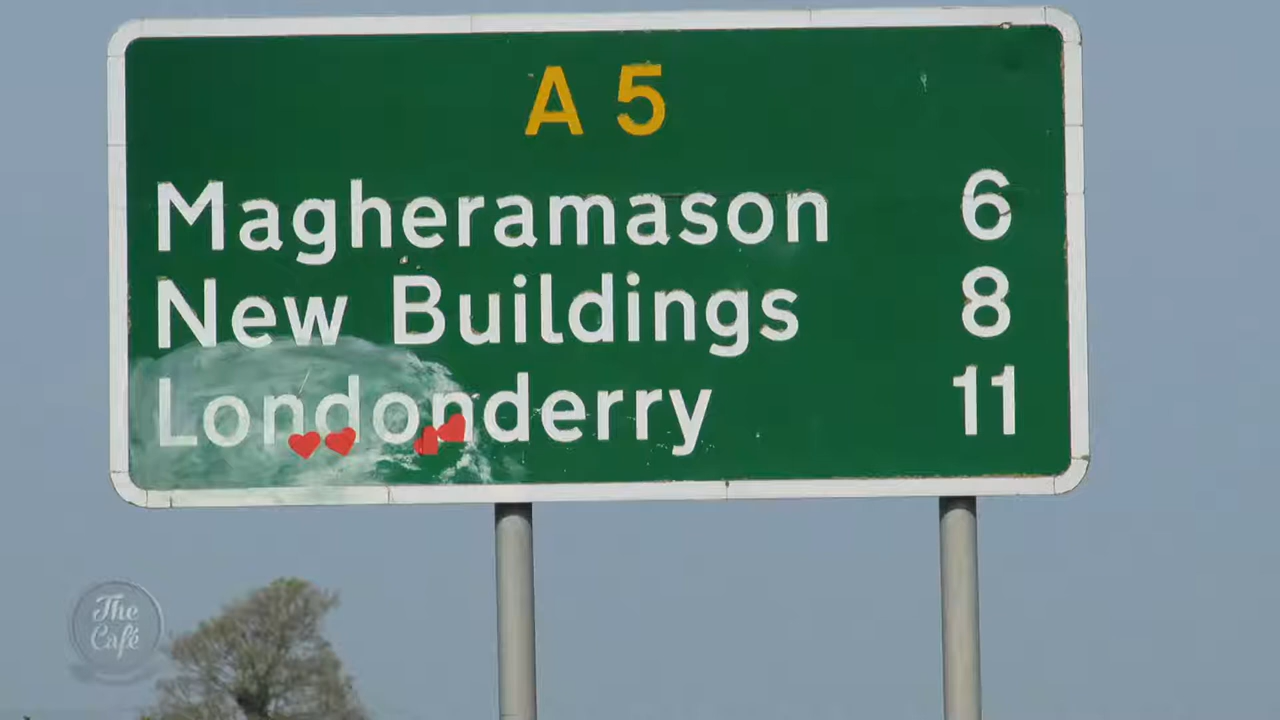 A 5
Magheramason 6
New Buildings 8
Londonderry 11
The
Café